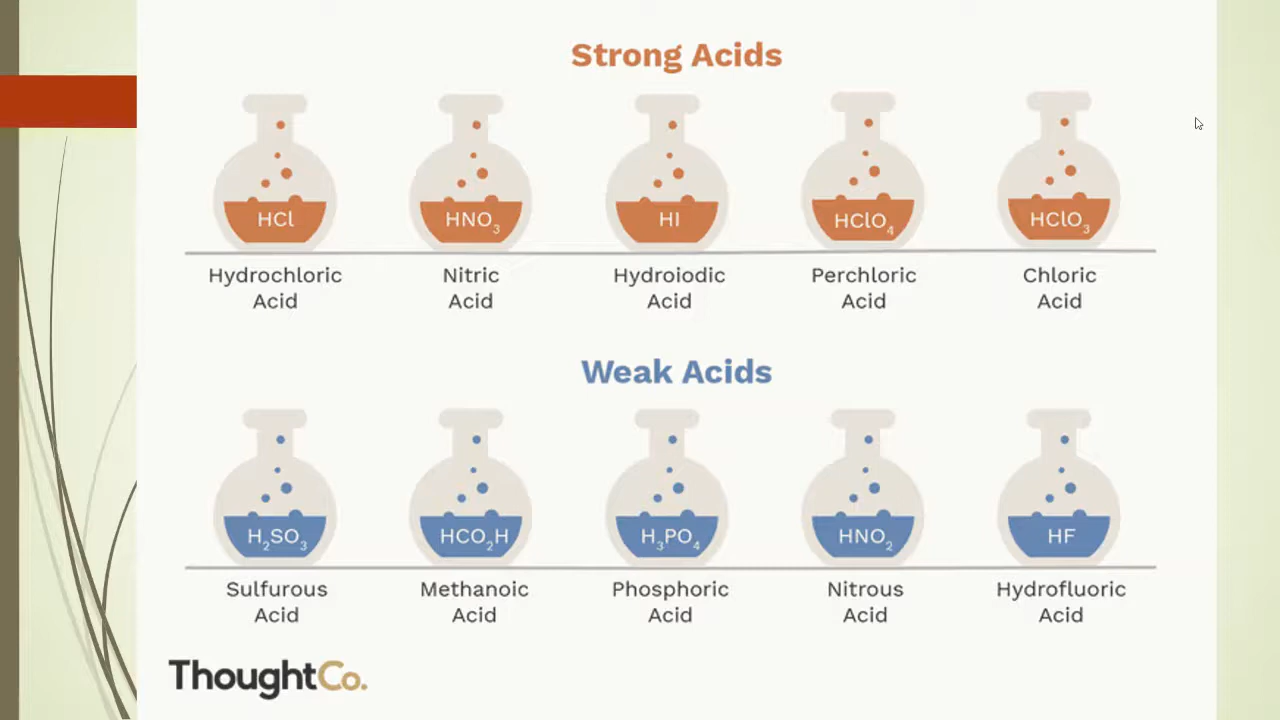 Strong Acids
HCl HNO₃ HI HClO₄ HClO₃
Hydrochloric Acid
Nitric Acid
Hydroiodic Acid
Perchloric Acid
Chloric Acid
Weak Acids
H₂SO₃ HCO₂H H₃PO₄ HNO₂ HF
Sulfurous Acid
Methanoic Acid
Phosphoric Acid
Nitrous Acid
Hydrofluoric Acid
ThoughtCo.